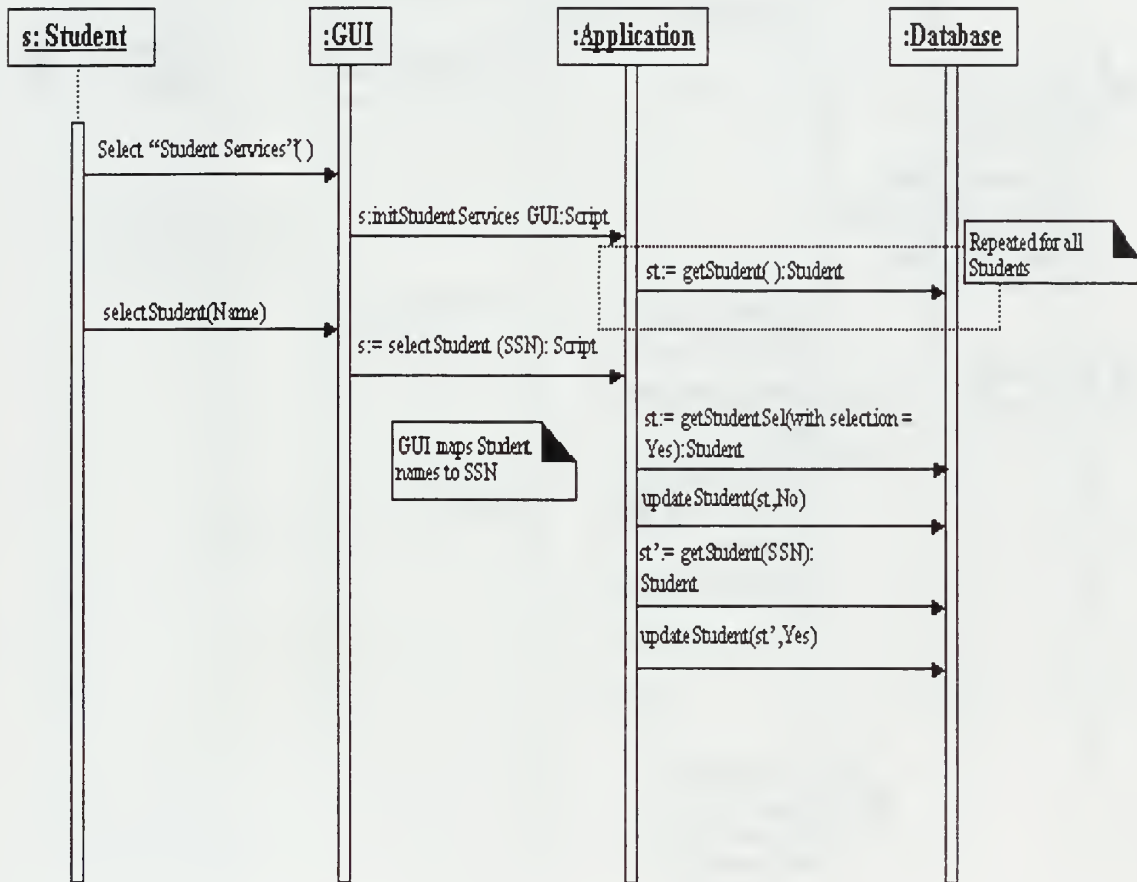 s: Student
:GUI
:Application
:Database
Select “Student Services”( )
s:initStudentServices GUI:Script
Repeated for all
Students
st:= getStudent( ):Student
selectStudent(Name)
s:= selectStudent (SSN): Script
GUI maps Student
names to SSN
st:= getStudentSel(with selection =
Yes):Student
updateStudent(st,No)
st’:= getStudent(SSN):
Student
updateStudent(st’,Yes)